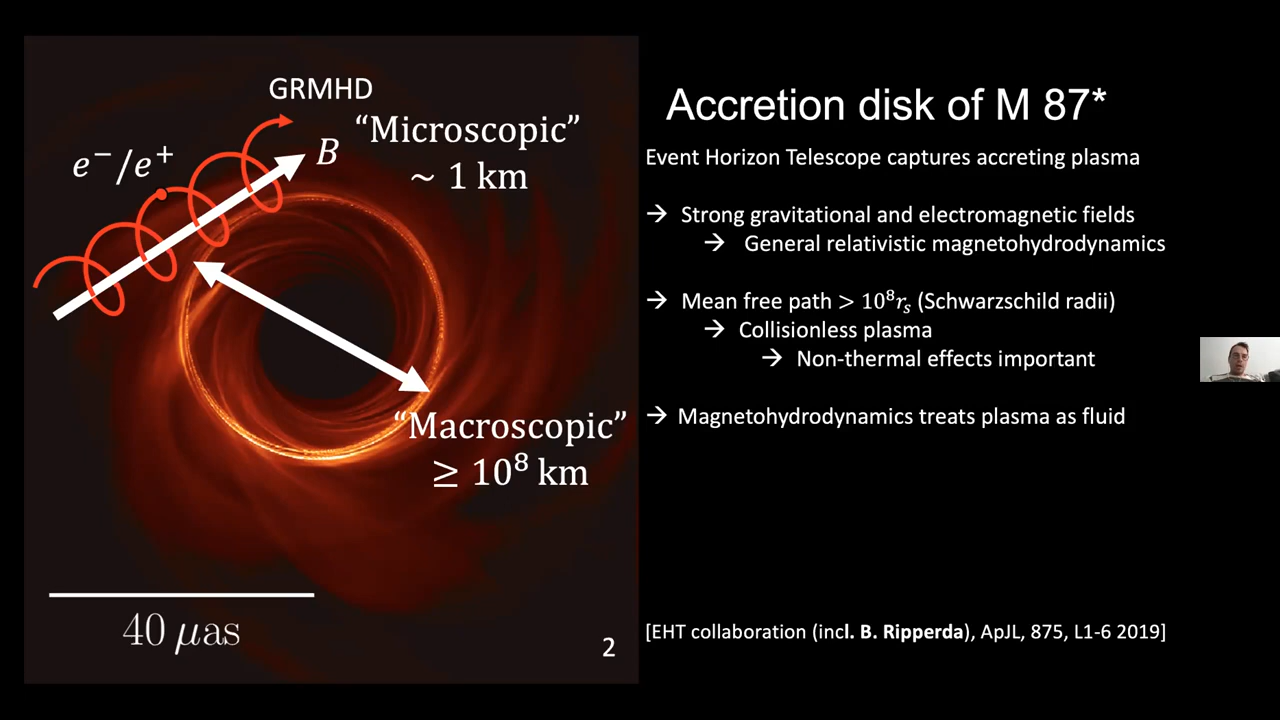 GRMHD
“Microscopic”
~ 1 km
e⁻/e⁺
B
“Macroscopic”
≥ 10⁸ km
40 μas
2
Accretion disk of M 87*
Event Horizon Telescope captures accreting plasma
→ Strong gravitational and electromagnetic fields
→ General relativistic magnetohydrodynamics
→ Mean free path > 10⁸rₛ (Schwarzschild radii)
→ Collisionless plasma
→ Non-thermal effects important
→ Magnetohydrodynamics treats plasma as fluid
[EHT collaboration (incl. B. Ripperda), ApJL, 875, L1-6 2019]